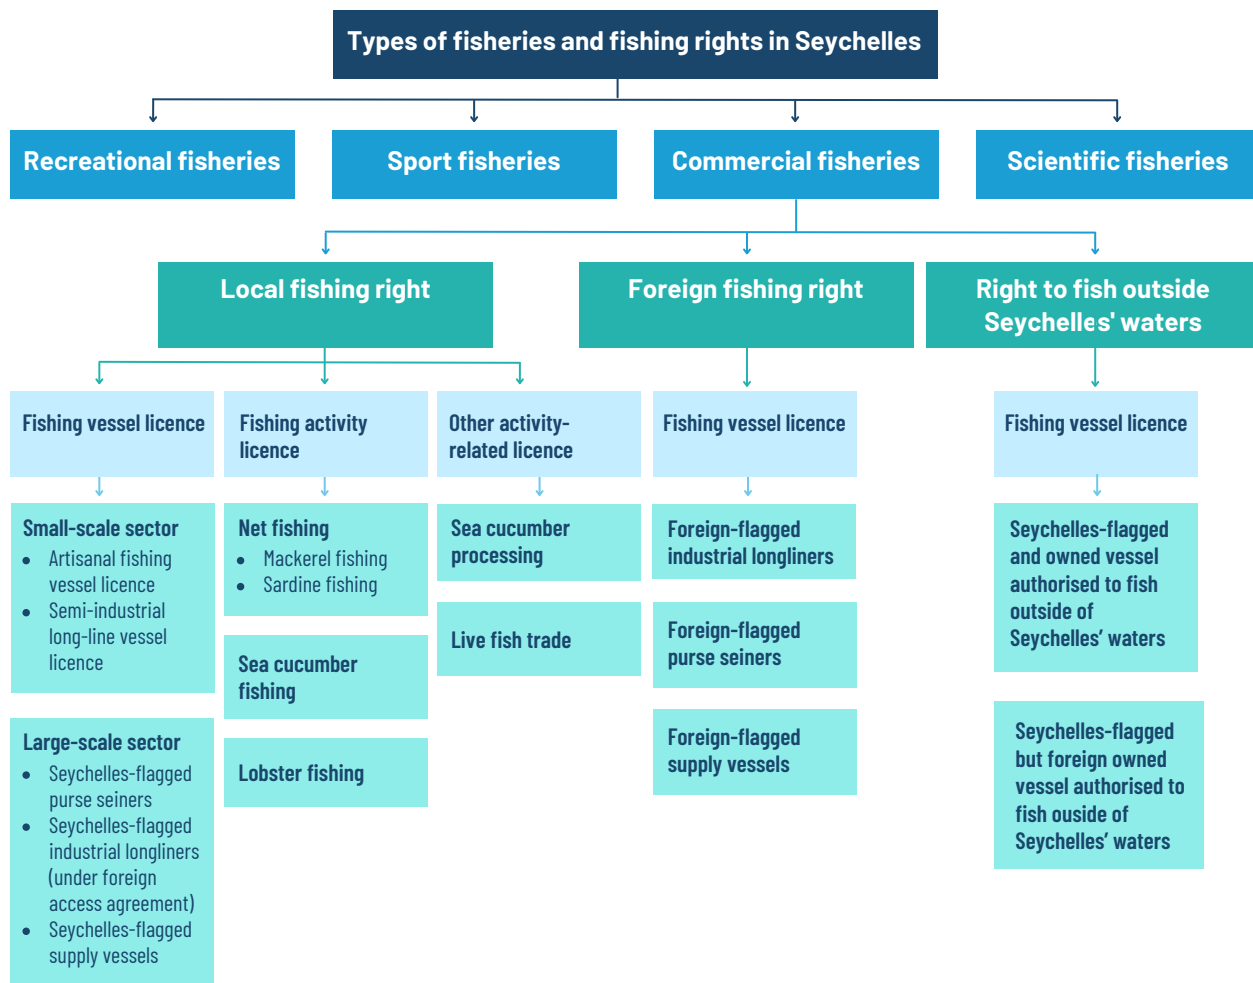 Types of fisheries and fishing rights in Seychelles
Recreational fisheries
Sport fisheries
Commercial fisheries
Scientific fisheries
Local fishing right
Foreign fishing right
Right to fish outside
Seychelles' waters
Fishing vessel licence
Fishing activity
licence
Other activity-
related licence
Fishing vessel licence
Fishing vessel licence
Small-scale sector
• Artisanal fishing
vessel licence
• Semi-industrial
long-line vessel
licence
Large-scale sector
• Seychelles-flagged
purse seiners
• Seychelles-flagged
industrial longliners
(under foreign
access agreement)
• Seychelles-flagged
supply vessels
Net fishing
• Mackerel fishing
• Sardine fishing
Sea cucumber
fishing
Lobster fishing
Sea cucumber
processing
Live fish trade
Foreign-flagged
industrial longliners
Foreign-flagged
purse seiners
Foreign-flagged
supply vessels
Seychelles-flagged
and owned vessel
authorised to fish
outside of
Seychelles’ waters
Seychelles-flagged
but foreign owned
vessel authorised to
fish ouside of
Seychelles’ waters